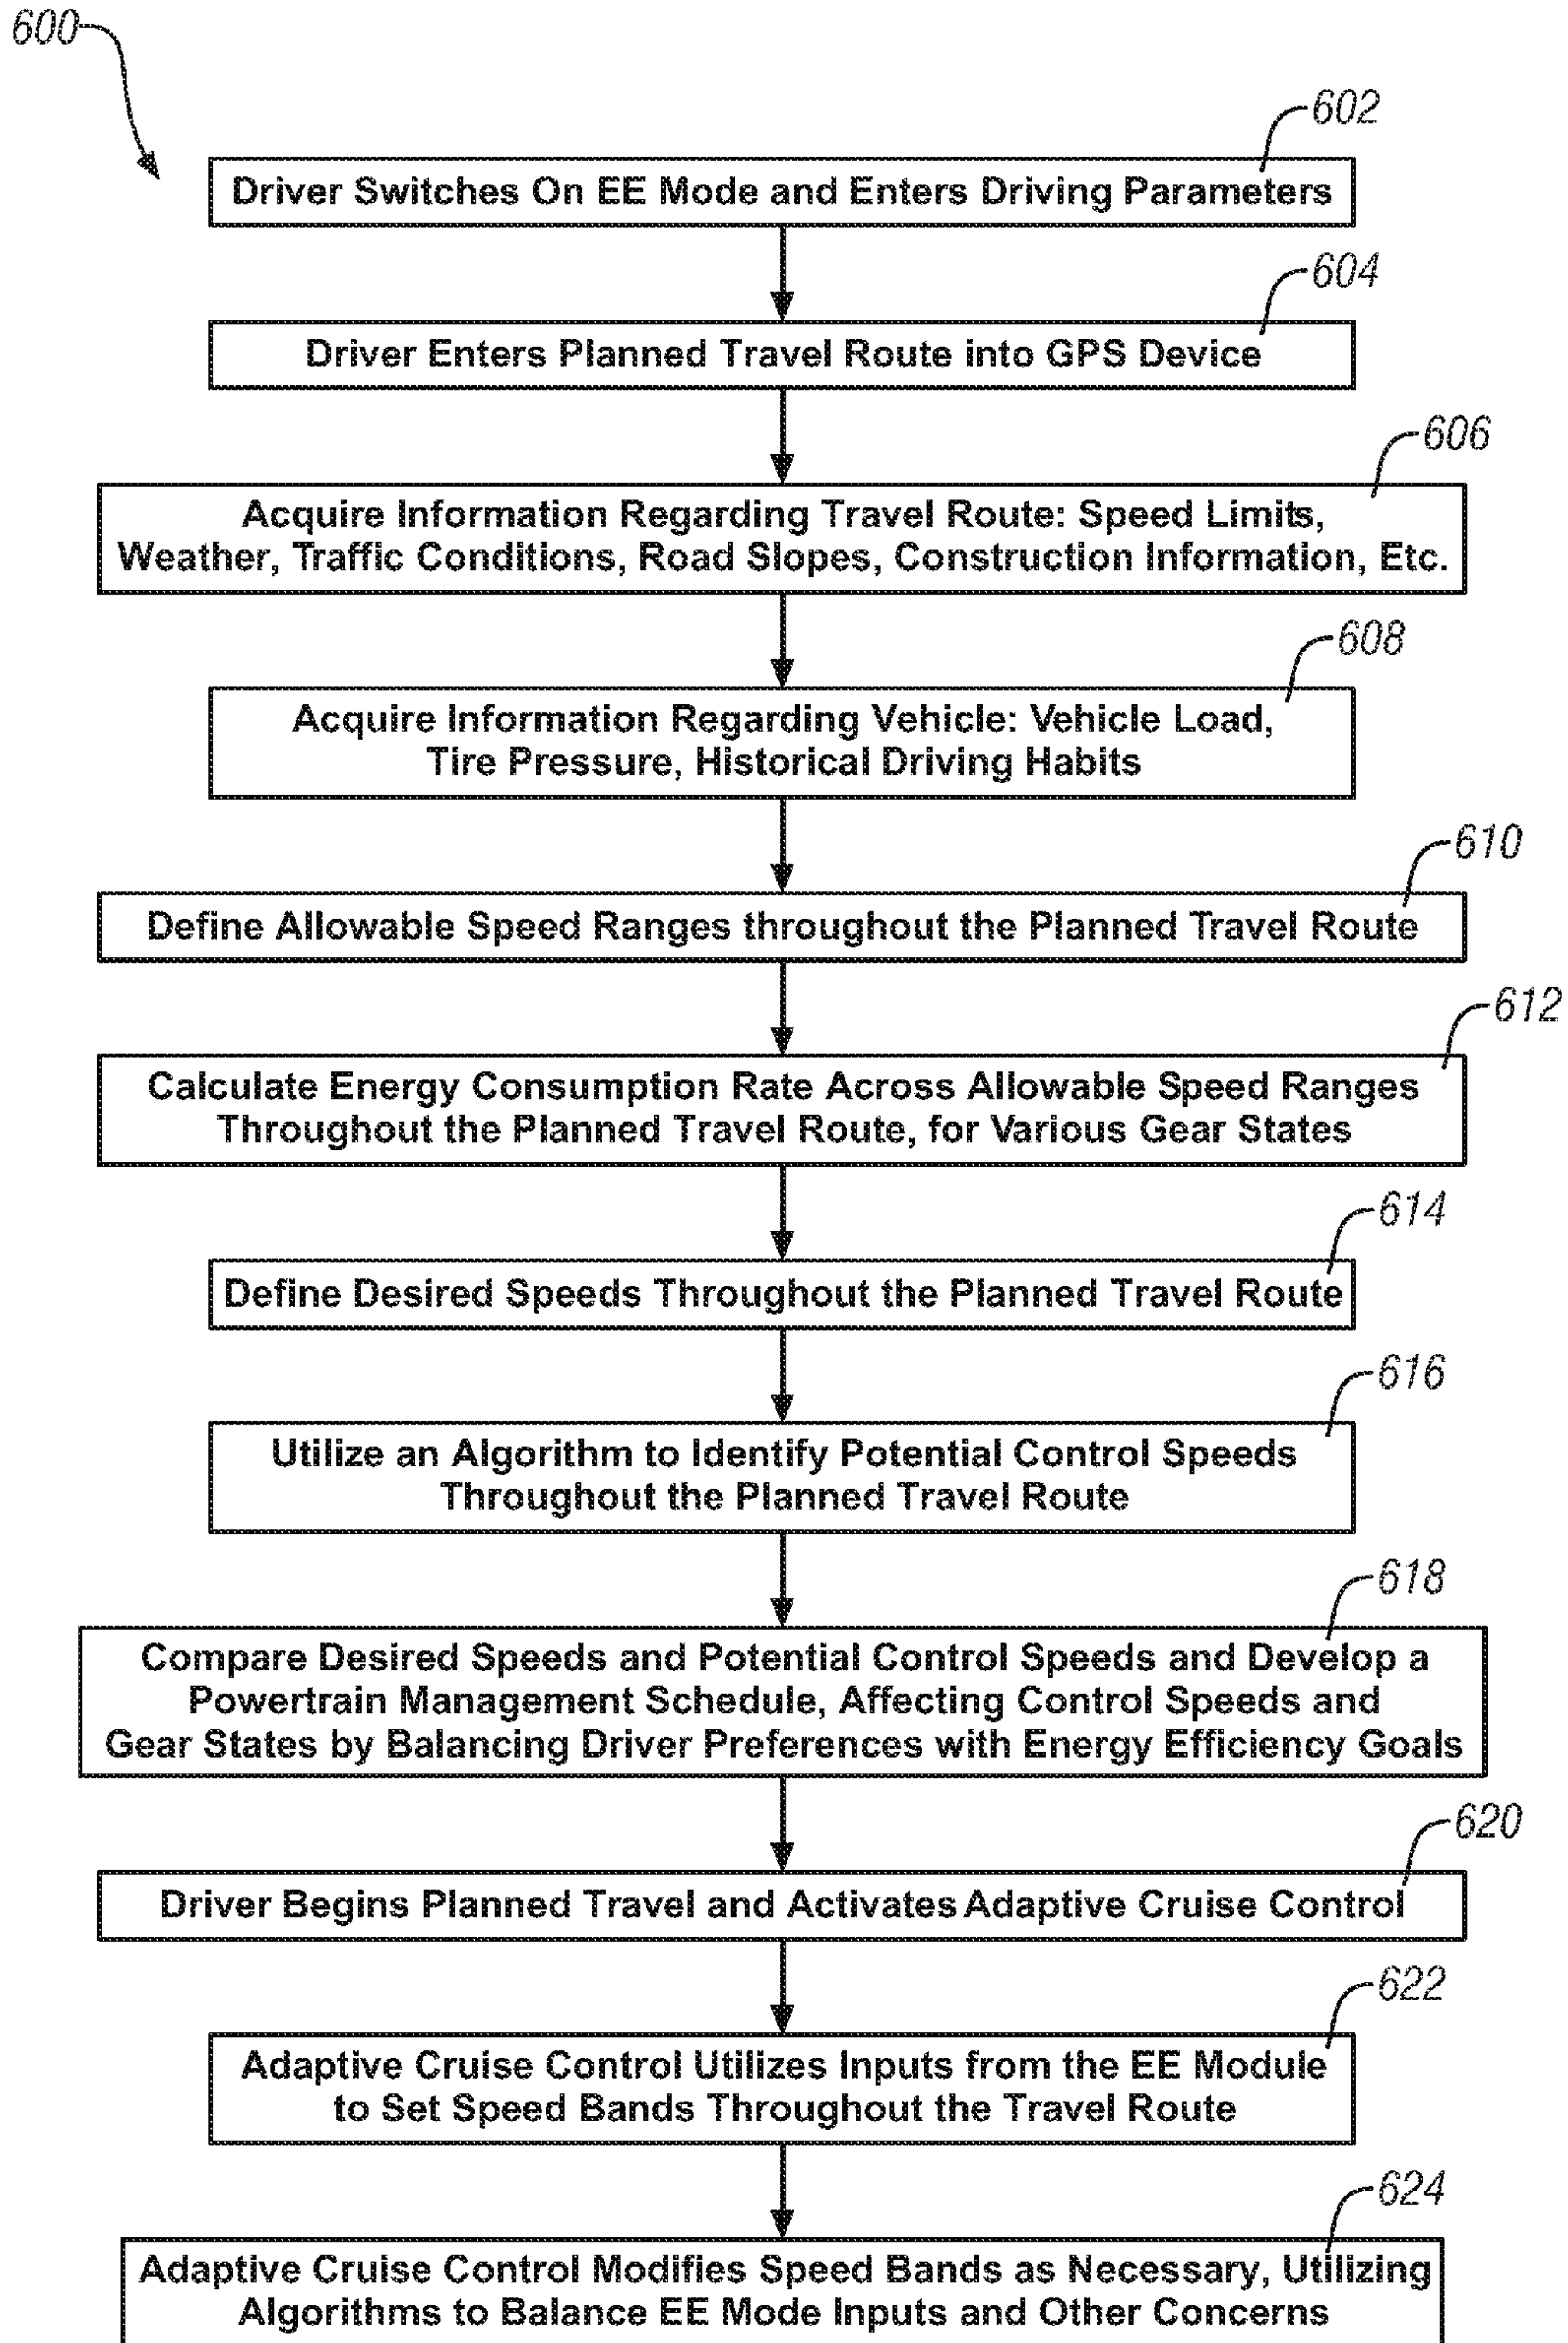 600
602
Driver Switches On EE Mode and Enters Driving Parameters
604
Driver Enters Planned Travel Route into GPS Device
606
Acquire Information Regarding Travel Route: Speed Limits,
Weather, Traffic Conditions, Road Slopes, Construction Information, Etc.
608
Acquire Information Regarding Vehicle: Vehicle Load,
Tire Pressure, Historical Driving Habits
610
Define Allowable Speed Ranges throughout the Planned Travel Route
612
Calculate Energy Consumption Rate Across Allowable Speed Ranges
Throughout the Planned Travel Route, for Various Gear States
614
Define Desired Speeds Throughout the Planned Travel Route
616
Utilize an Algorithm to Identify Potential Control Speeds
Throughout the Planned Travel Route
618
Compare Desired Speeds and Potential Control Speeds and Develop a
Powertrain Management Schedule, Affecting Control Speeds and
Gear States by Balancing Driver Preferences with Energy Efficiency Goals
620
Driver Begins Planned Travel and Activates Adaptive Cruise Control
622
Adaptive Cruise Control Utilizes Inputs from the EE Module
to Set Speed Bands Throughout the Travel Route
624
Adaptive Cruise Control Modifies Speed Bands as Necessary, Utilizing
Algorithms to Balance EE Mode Inputs and Other Concerns